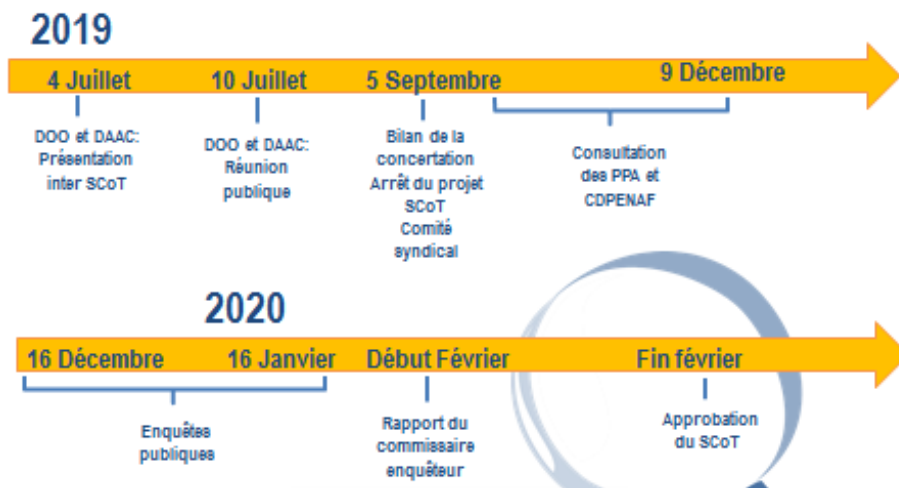 2019
4 Juillet
10 Juillet
5 Septembre
9 Décembre
DOO et DAAC:
Présentation
inter SCoT
DOO et DAAC:
Réunion
publique
Bilan de la
concertation
Arrêt du projet
SCoT
Comité
syndical
Consultation
des PPA et
CDPENAF
2020
16 Décembre
16 Janvier
Début Février
Fin février
Enquêtes
publiques
Rapport du
commissaire
enquêteur
Approbation
du SCoT